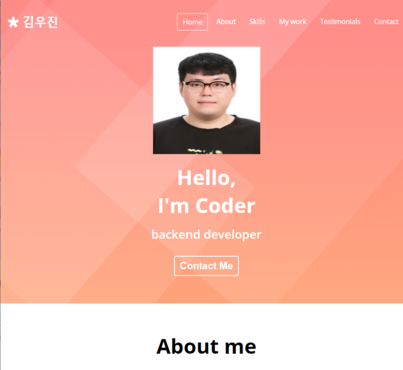 김우진
Home About Skills My work Testimonials Contact
Hello,
I'm Coder
backend developer
Contact Me
About me